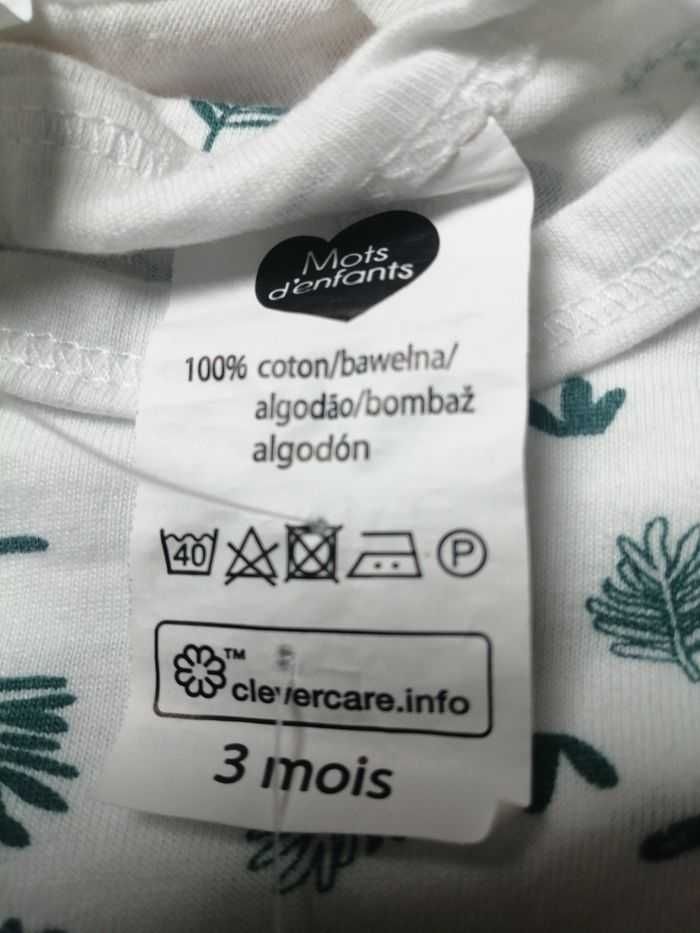 Mots
d'enfants
100% coton/bawełna/
algodão/bombaž
algodón
40 P
™
clevercare.info
3 mois